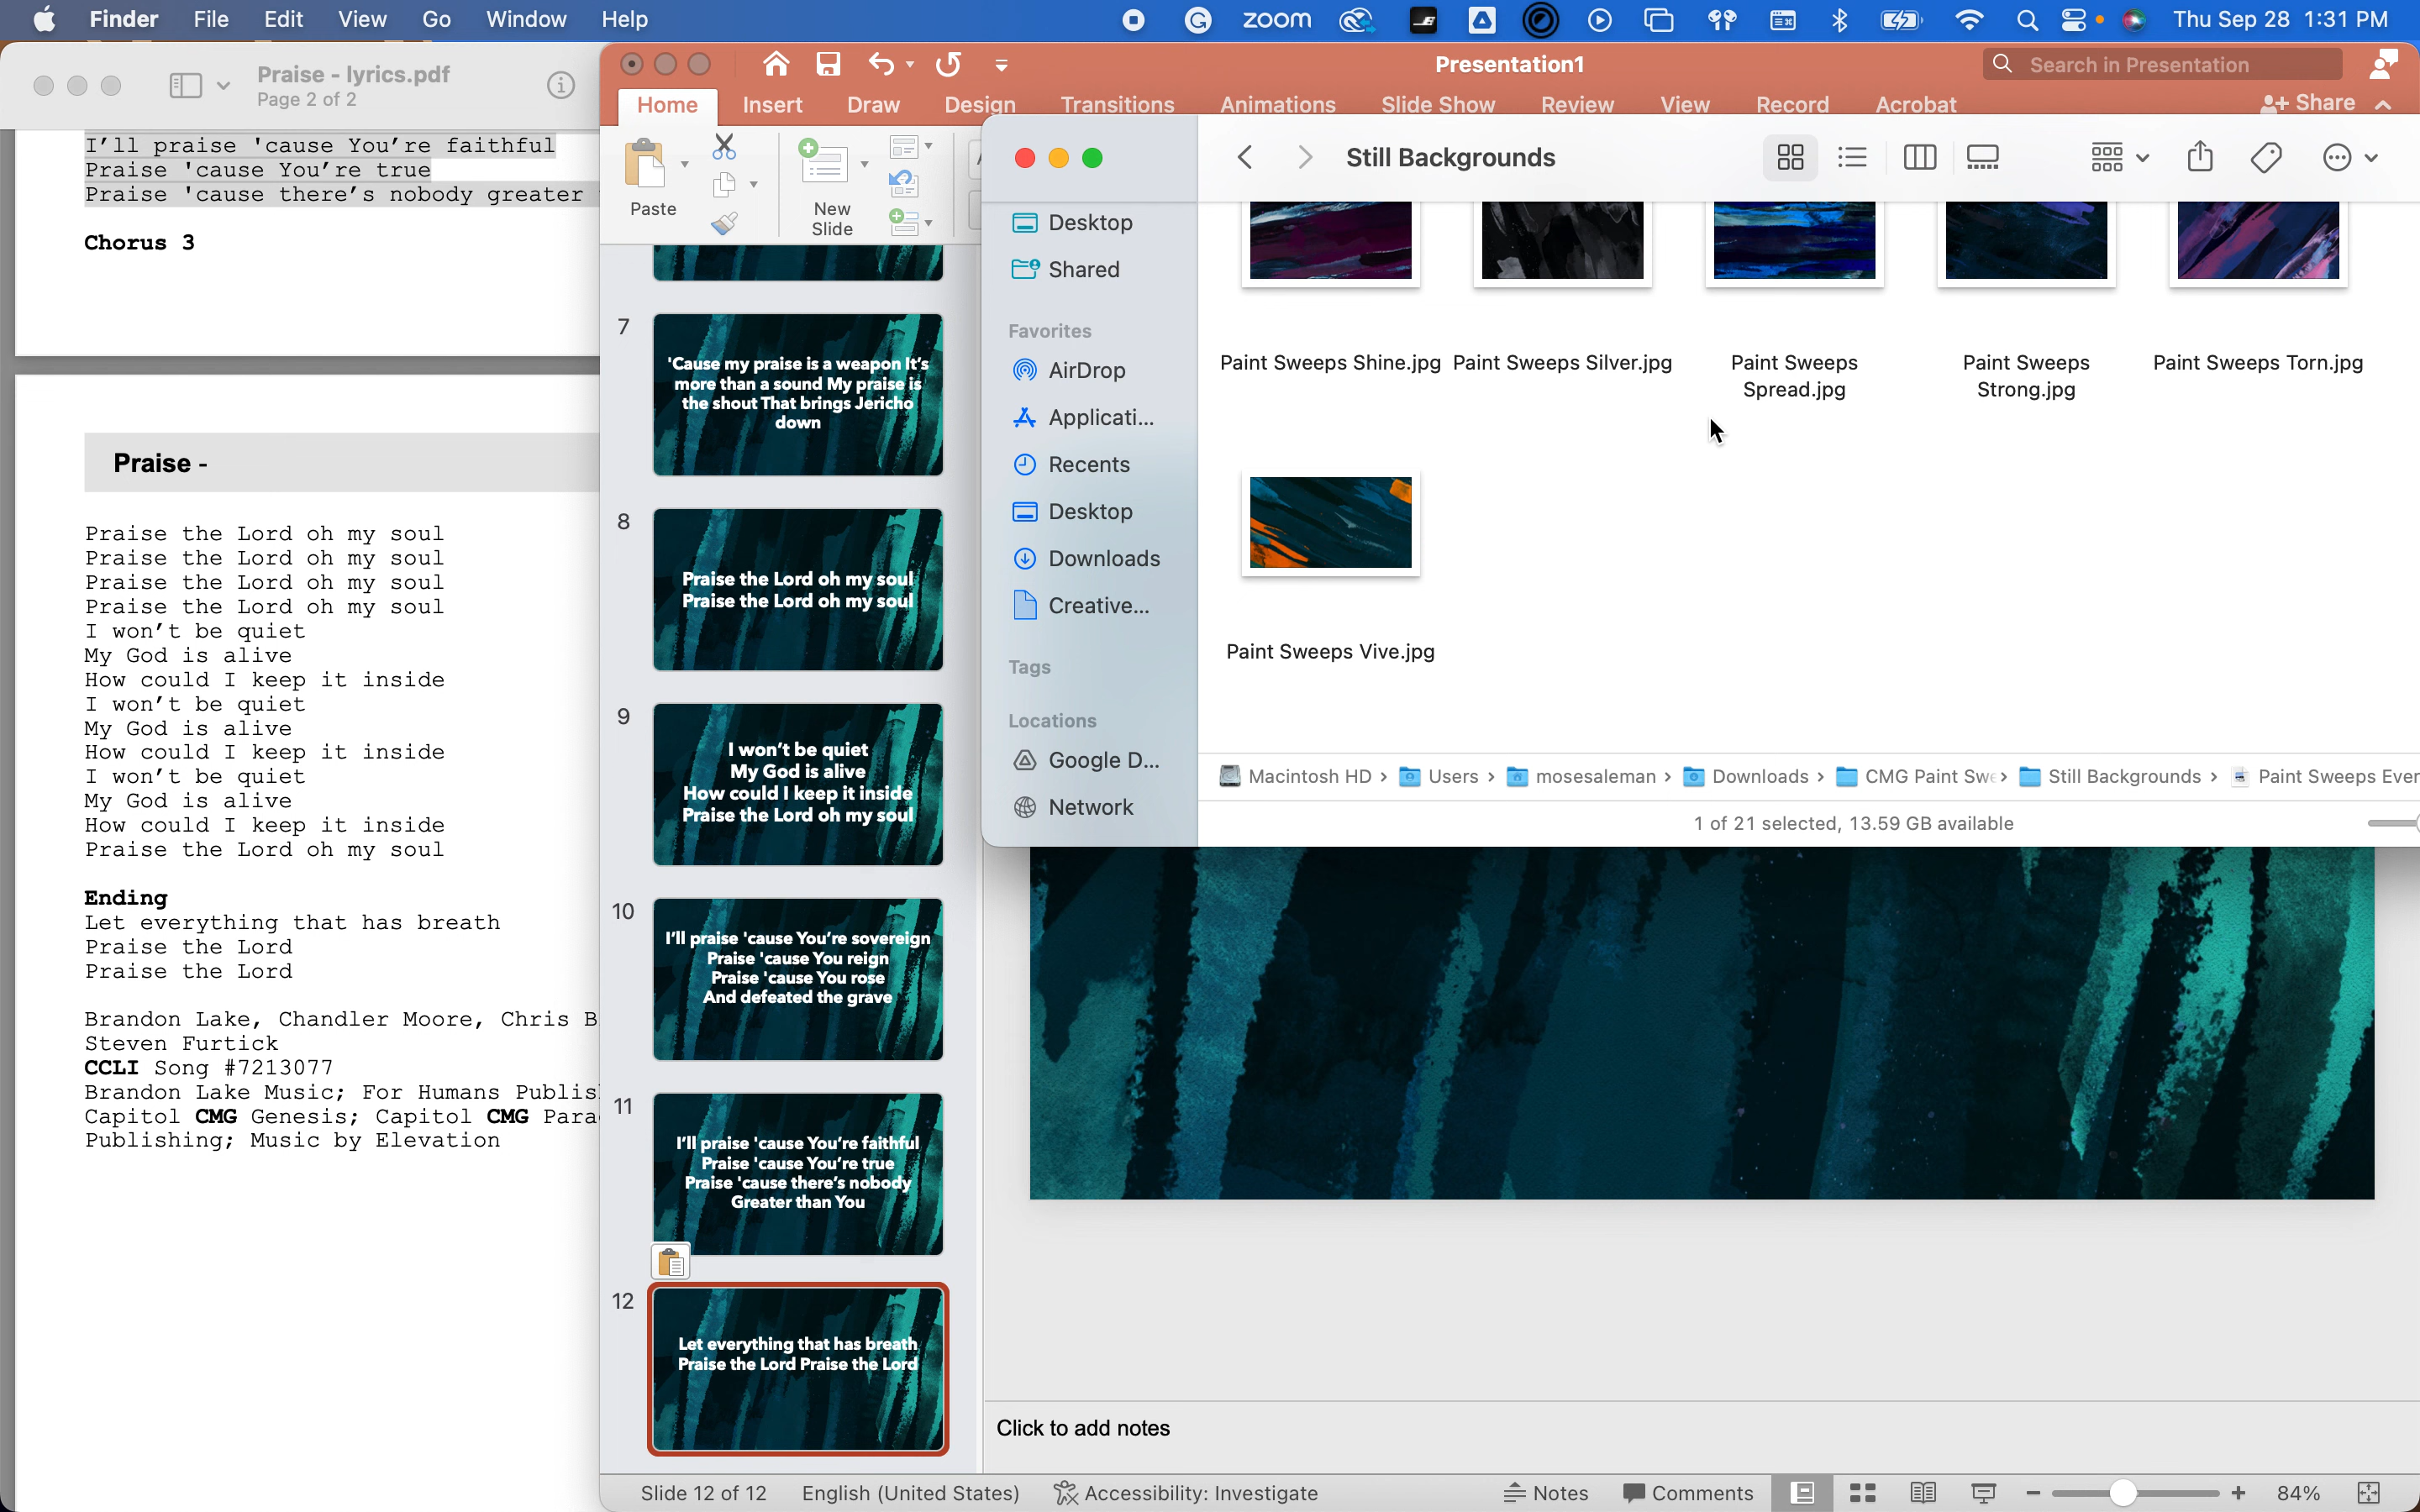 Finder File Edit View Go Window Help
zoom
Thu Sep 28 1:31 PM
Praise - lyrics.pdf
Page 2 of 2
I’ll praise 'cause You’re faithful
Praise 'cause You’re true
Praise 'cause there’s nobody greater
Chorus 3
Praise -
Praise the Lord oh my soul
Praise the Lord oh my soul
Praise the Lord oh my soul
Praise the Lord oh my soul
I won’t be quiet
My God is alive
How could I keep it inside
I won’t be quiet
My God is alive
How could I keep it inside
I won’t be quiet
My God is alive
How could I keep it inside
Praise the Lord oh my soul
Ending
Let everything that has breath
Praise the Lord
Praise the Lord
Brandon Lake, Chandler Moore, Chris B
Steven Furtick
CCLI Song #7213077
Brandon Lake Music; For Humans Publis
Capitol CMG Genesis; Capitol CMG Para
Publishing; Music by Elevation
Presentation1
Search in Presentation
Home Insert Draw Design Transitions Animations Slide Show Review View Record Acrobat
Share
Paste
New
Slide
7
'Cause my praise is a weapon It’s
more than a sound My praise is
the shout That brings Jericho
down
8
Praise the Lord oh my soul
Praise the Lord oh my soul
9
I won’t be quiet
My God is alive
How could I keep it inside
Praise the Lord oh my soul
10
I’ll praise 'cause You’re sovereign
Praise 'cause You reign
Praise 'cause You rose
And defeated the grave
11
I’ll praise 'cause You’re faithful
Praise 'cause You’re true
Praise 'cause there’s nobody
Greater than You
12
Let everything that has breath
Praise the Lord Praise the Lord
Still Backgrounds
Desktop
Shared
Favorites
AirDrop
Applicati...
Recents
Desktop
Downloads
Creative...
Tags
Locations
Google D...
Network
Paint Sweeps Shine.jpg
Paint Sweeps Silver.jpg
Paint Sweeps
Spread.jpg
Paint Sweeps
Strong.jpg
Paint Sweeps Torn.jpg
Paint Sweeps Vive.jpg
Macintosh HD › Users › mosesaleman › Downloads › CMG Paint Swe › Still Backgrounds › Paint Sweeps Ever
1 of 21 selected, 13.59 GB available
Click to add notes
Slide 12 of 12 English (United States) Accessibility: Investigate
Notes Comments 84%